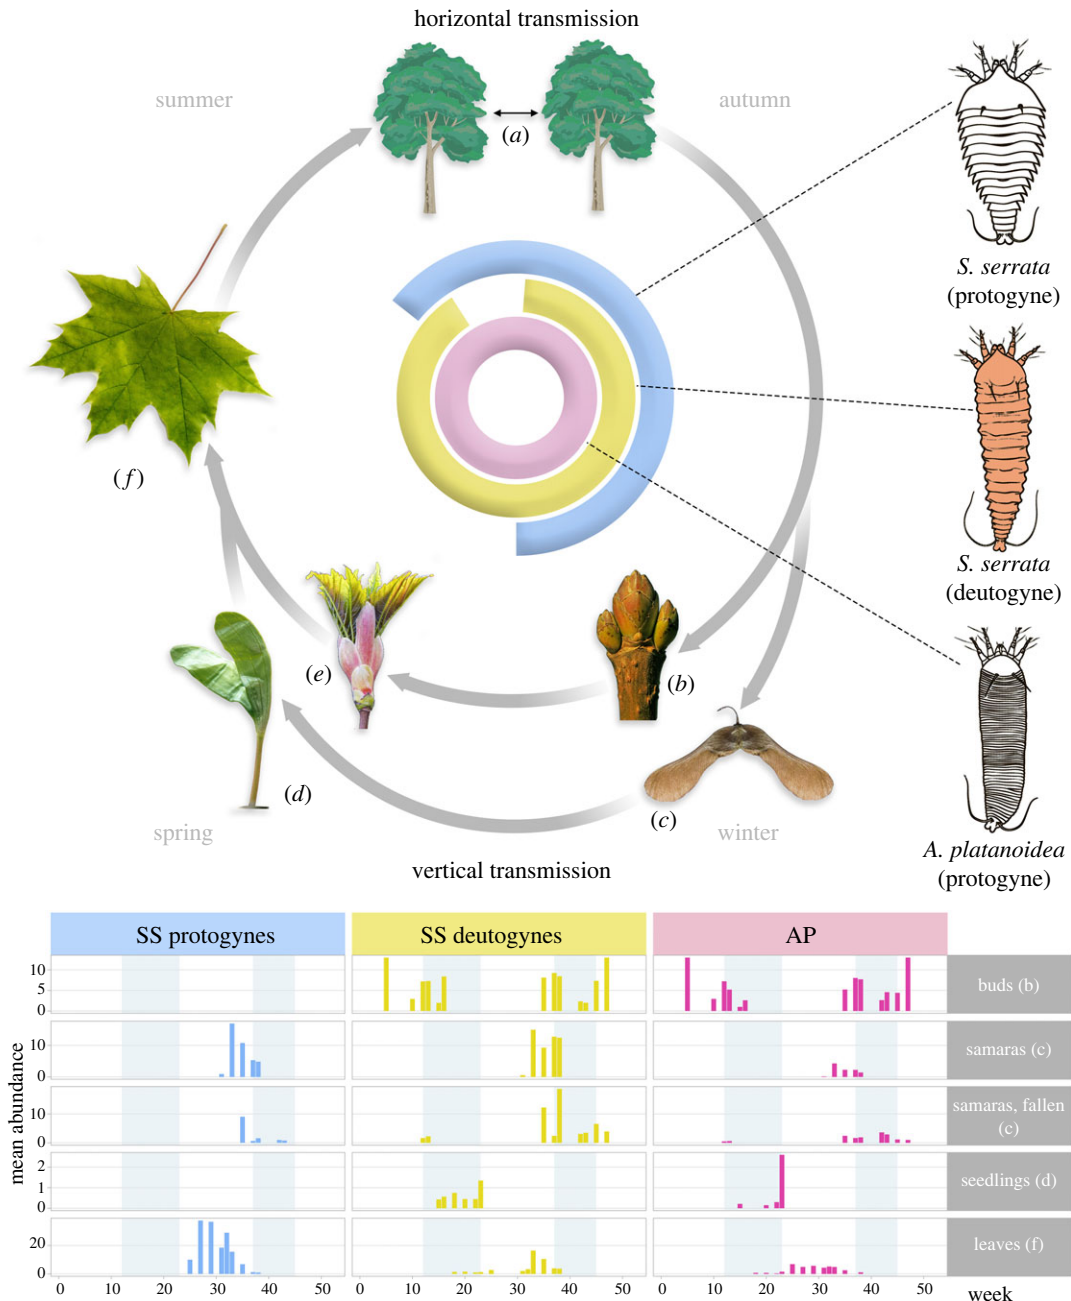 horizontal transmission
summer
autumn
(a)
S. serrata
(protogyne)
(f)
S. serrata
(deutogyne)
(e)
(b)
(d)
(c)
spring
winter
A. platanoidea
(protogyne)
vertical transmission
SS protogynes
SS deutogynes
AP
mean abundance
10
5
0
buds (b)
10
0
samaras (c)
10
0
samaras, fallen
(c)
2
1
0
seedlings (d)
20
0
leaves (f)
0 10 20 30 40 50 0 10 20 30 40 50 0 10 20 30 40 50
week